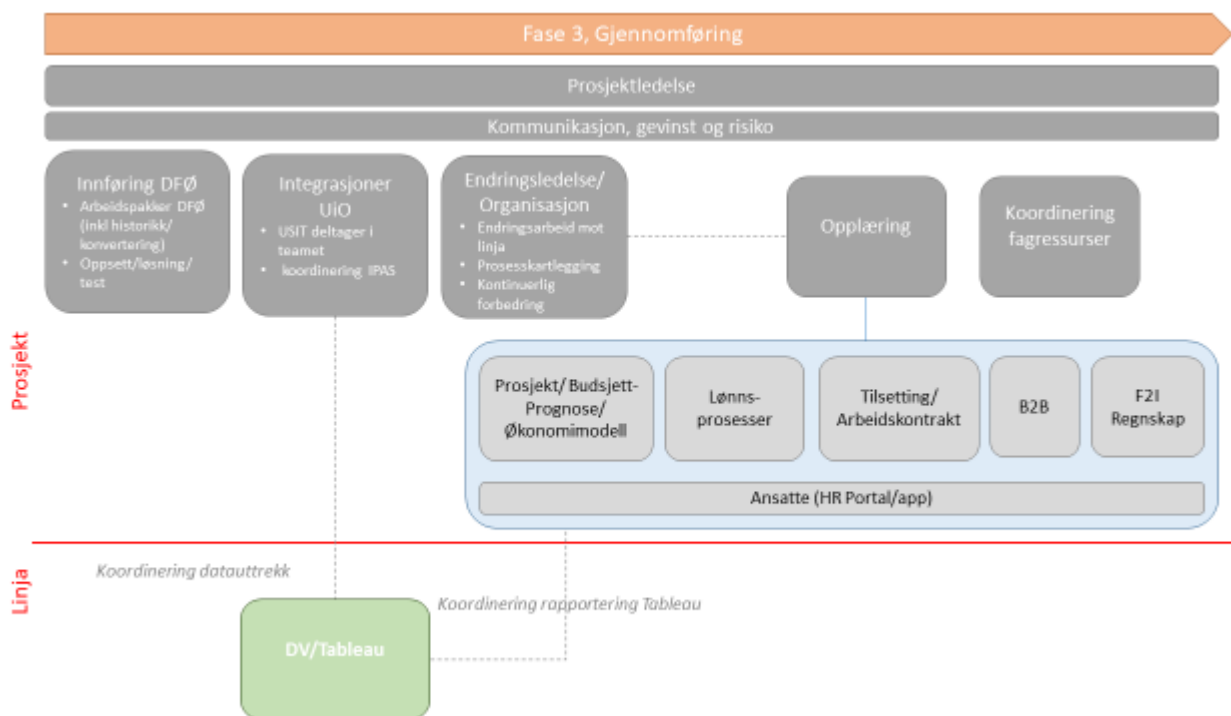 Fase 3, Gjennomføring
Prosjektledelse
Kommunikasjon, gevinst og risiko
Innføring DFØ
• Arbeidspakker DFØ
(inkl historikk/
konvertering)
• Oppsett/løsning/
test
Integrasjoner
UiO
• USIT deltager i
teamet
• koordinering IPAS
Endringsledelse/
Organisasjon
• Endringsarbeid mot
linja
• Prosesskartlegging
• Kontinuerlig
forbedring
Opplæring
Koordinering
fagressurser
Prosjekt
Prosjekt/ Budsjett-
Prognose/
Økonomimodell
Lønns-
prosesser
Tilsetting/
Arbeidskontrakt
B2B
F2I
Regnskap
Ansatte (HR Portal/app)
Linja
Koordinering datauttrekk
Koordinering rapportering Tableau
DV/Tableau